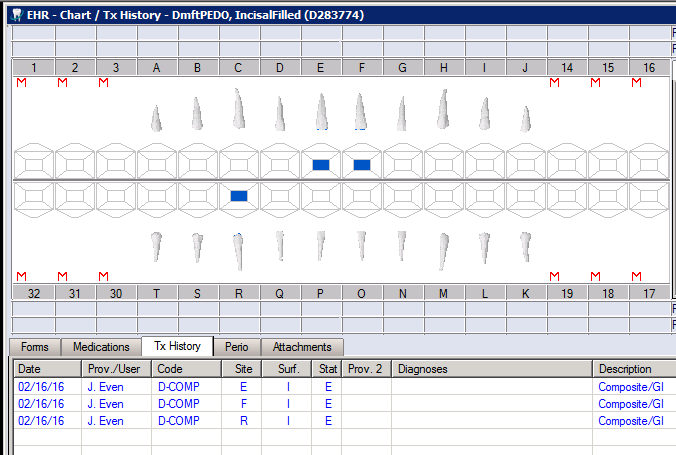 EHR - Chart / Tx History - DmftPEDO, IncisalFilled (D283774)
1 2 3 A B C D E F G H I J 14 15 16
M M M M M M
M M M M M M
32 31 30 T S R Q P O N M L K 19 18 17
Forms Medications Tx History Perio Attachments
Date Prov./User Code Site Surf. Stat Prov. 2 Diagnoses Description
02/16/16 J. Even D-COMP E I E Composite/GI
02/16/16 J. Even D-COMP F I E Composite/GI
02/16/16 J. Even D-COMP R I E Composite/GI